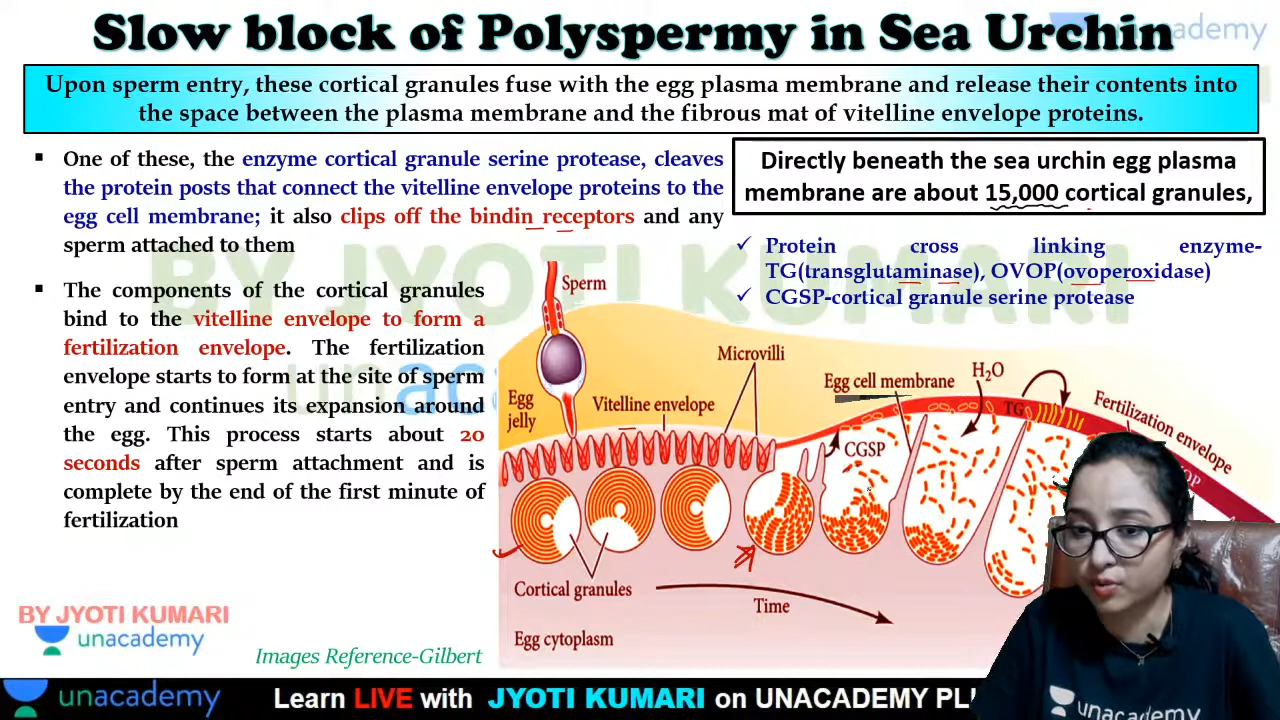 Slow block of Polyspermy in Sea Urchin
unacademy
Upon sperm entry, these cortical granules fuse with the egg plasma membrane and release their contents into
the space between the plasma membrane and the fibrous mat of vitelline envelope proteins.
▪ One of these, the enzyme cortical granule serine protease, cleaves
the protein posts that connect the vitelline envelope proteins to the
egg cell membrane; it also clips off the bindin receptors and any
sperm attached to them
Directly beneath the sea urchin egg plasma
membrane are about 15,000 cortical granules,
✓ Protein cross linking enzyme-
TG(transglutaminase), OVOP(ovoperoxidase)
✓ CGSP-cortical granule serine protease
BY JYOTI KUMARI
▪ The components of the cortical granules
bind to the vitelline envelope to form a
fertilization envelope. The fertilization
envelope starts to form at the site of sperm
entry and continues its expansion around
the egg. This process starts about 20
seconds after sperm attachment and is
complete by the end of the first minute of
fertilization
Sperm
Microvilli
Egg cell membrane
H2O
Egg
jelly
Vitelline envelope
TG
Fertilization envelope
CGSP
Cortical granules
Time
Egg cytoplasm
BY JYOTI KUMARI
unacademy
Images Reference-Gilbert
unacademy
Learn LIVE with JYOTI KUMARI on UNACADEMY
unacademy